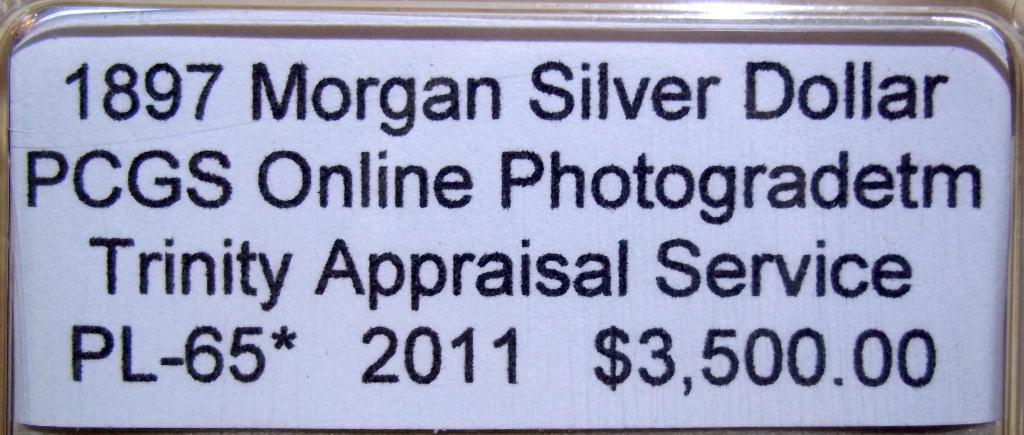 1897 Morgan Silver Dollar
PCGS Online Photogradetm
Trinity Appraisal Service
PL-65* 2011 $3,500.00